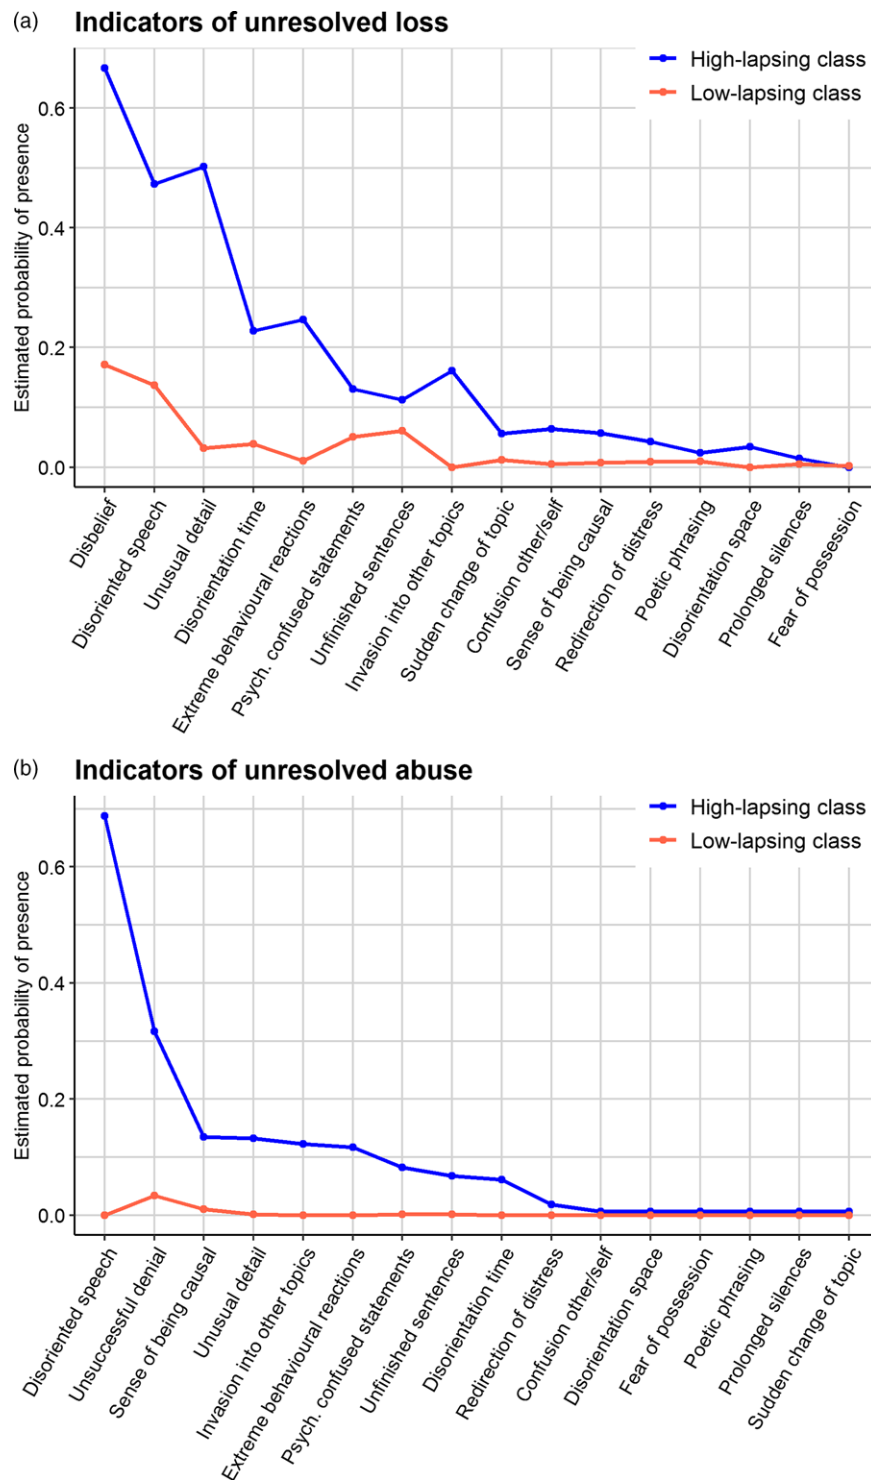 (a) Indicators of unresolved loss
High-lapsing class
Low-lapsing class
Estimated probability of presence
0.6
0.4
0.2
0.0
Disbelief
Disoriented speech
Unusual detail
Disorientation time
Extreme behavioural reactions
Psych. confused statements
Unfinished sentences
Invasion into other topics
Sudden change of topic
Confusion other/self
Sense of being causal
Redirection of distress
Poetic phrasing
Disorientation space
Prolonged silences
Fear of possession
(b) Indicators of unresolved abuse
High-lapsing class
Low-lapsing class
Estimated probability of presence
0.6
0.4
0.2
0.0
Disoriented speech
Unsuccessful denial
Sense of being causal
Unusual detail
Invasion into other topics
Extreme behavioural reactions
Psych. confused statements
Unfinished sentences
Disorientation time
Redirection of distress
Confusion other/self
Disorientation space
Fear of possession
Poetic phrasing
Prolonged silences
Sudden change of topic